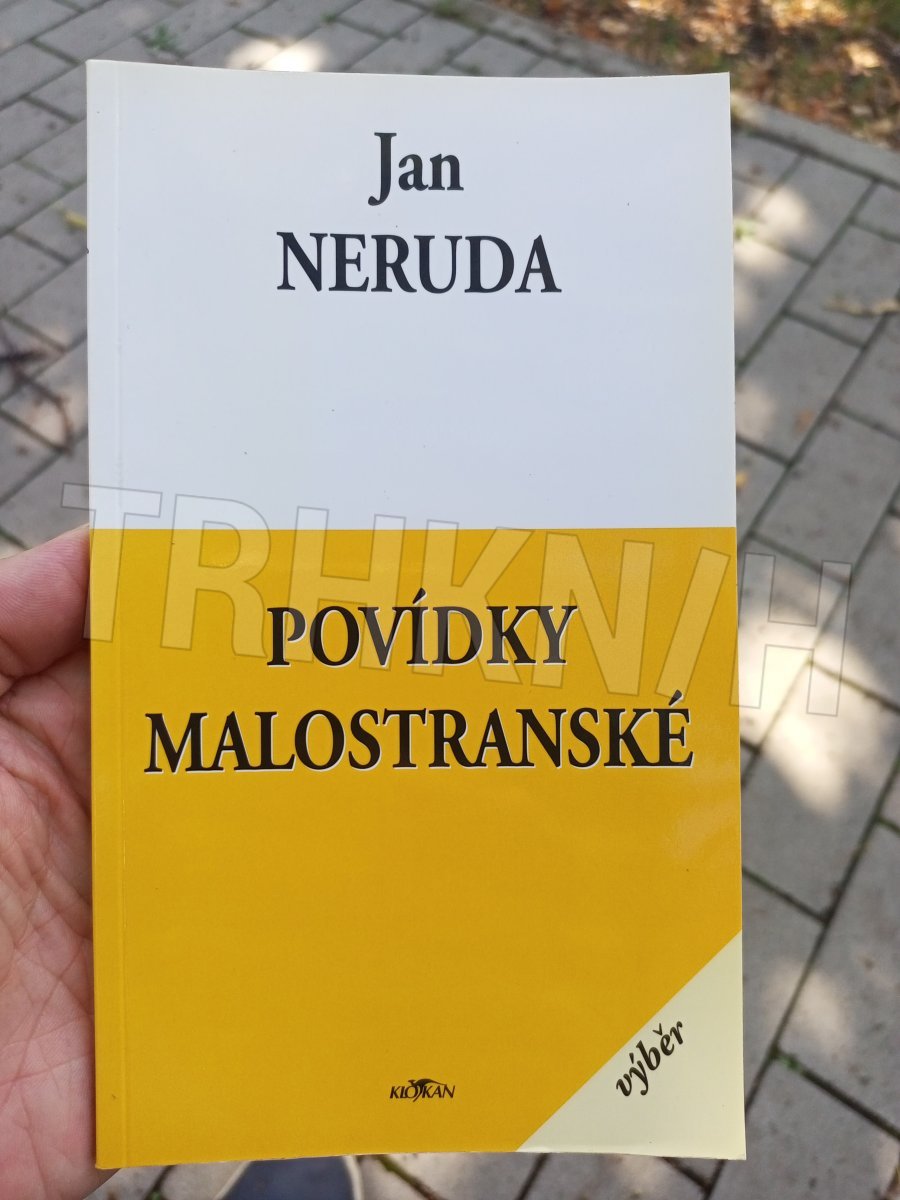 Jan
NERUDA
TRHKNIH
POVÍDKY
MALOSTRANSKÉ
výběr
KLOKAN